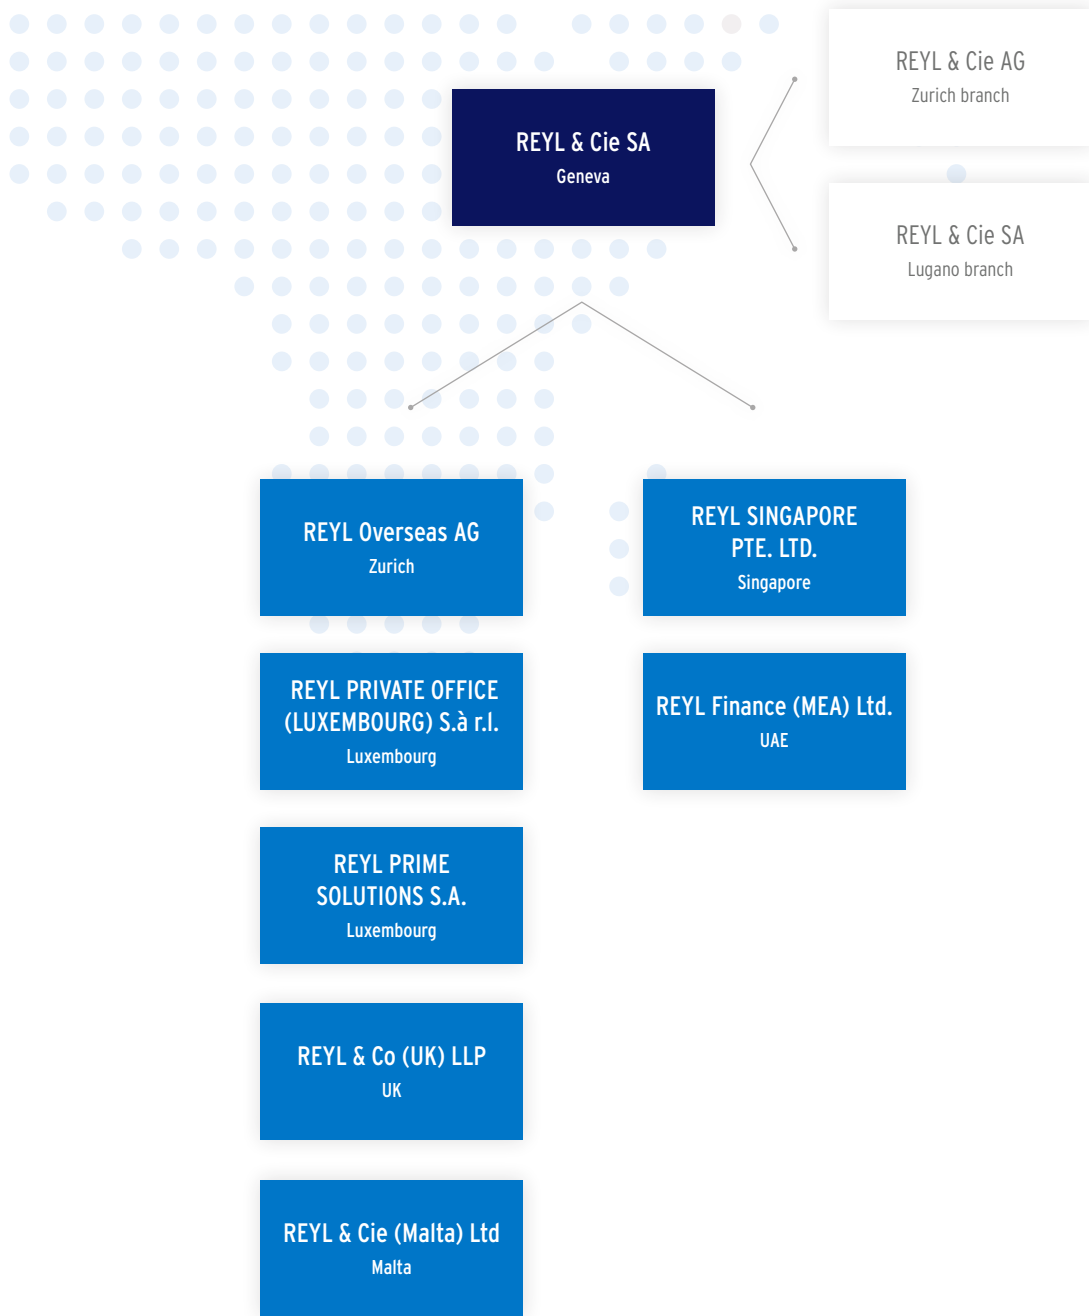 REYL & Cie SA
Geneva
REYL & Cie AG
Zurich branch
REYL & Cie SA
Lugano branch
REYL Overseas AG
Zurich
REYL PRIVATE OFFICE
(LUXEMBOURG) S.à r.l.
Luxembourg
REYL PRIME
SOLUTIONS S.A.
Luxembourg
REYL & Co (UK) LLP
UK
REYL & Cie (Malta) Ltd
Malta
REYL SINGAPORE
PTE. LTD.
Singapore
REYL Finance (MEA) Ltd.
UAE